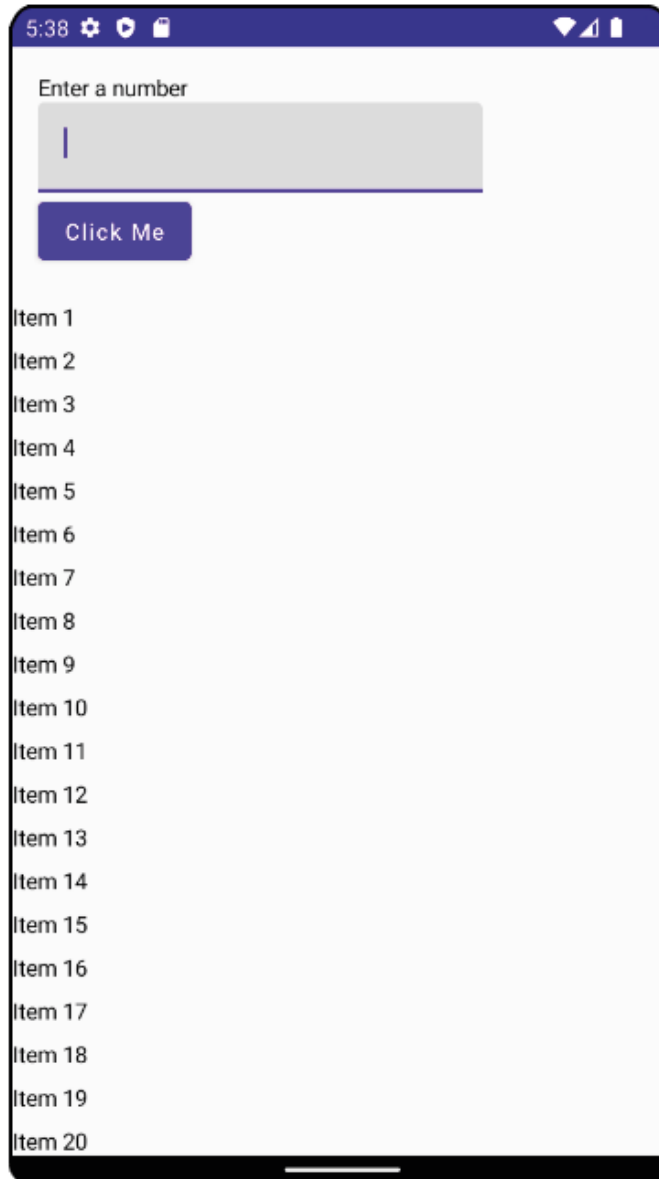 5:38
Enter a number
Click Me
Item 1
Item 2
Item 3
Item 4
Item 5
Item 6
Item 7
Item 8
Item 9
Item 10
Item 11
Item 12
Item 13
Item 14
Item 15
Item 16
Item 17
Item 18
Item 19
Item 20